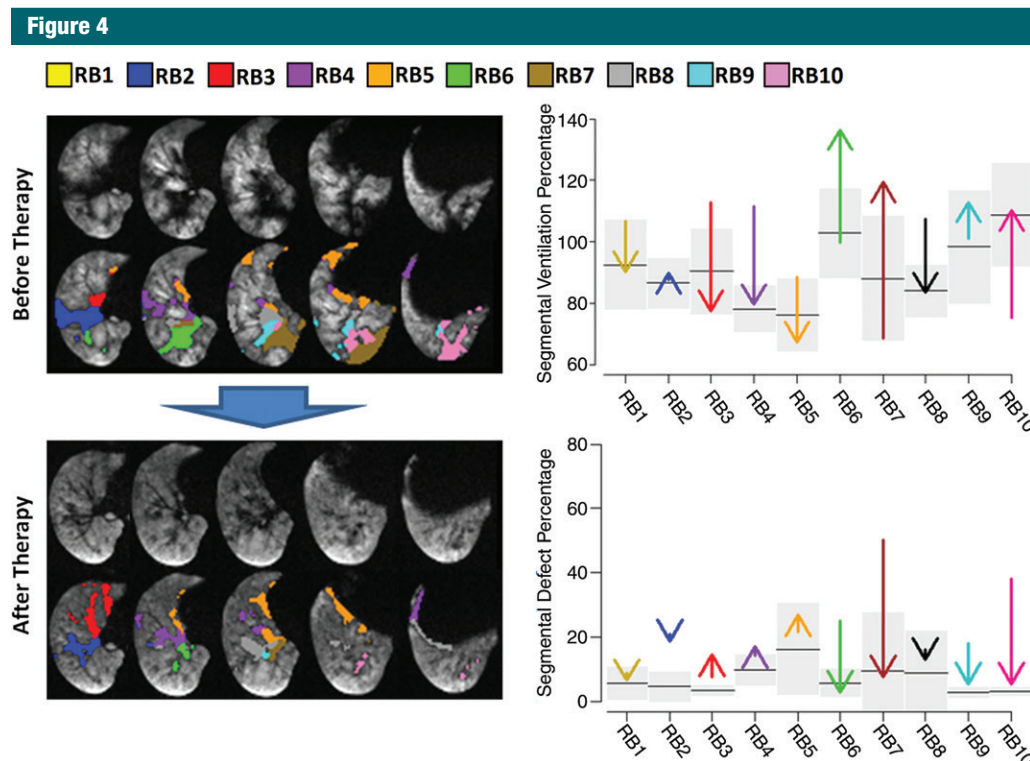 Figure 4
RB1 RB2 RB3 RB4 RB5 RB6 RB7 RB8 RB9 RB10
Before Therapy
After Therapy
Segmental Ventilation Percentage
140
120
100
80
60
RB1 RB2 RB3 RB4 RB5 RB6 RB7 RB8 RB9 RB10
Segmental Defect Percentage
80
60
40
20
0
RB1 RB2 RB3 RB4 RB5 RB6 RB7 RB8 RB9 RB10